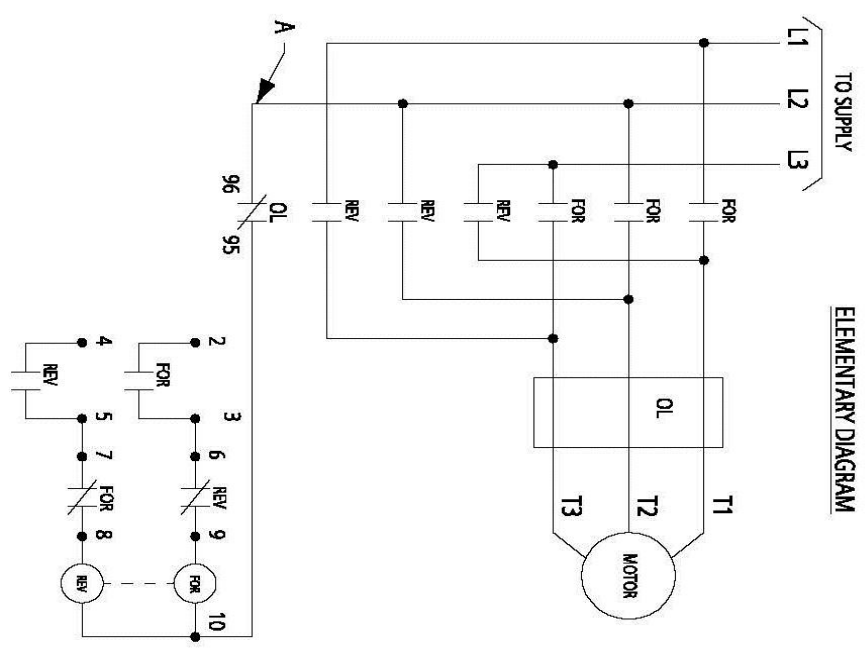 ELEMENTARY DIAGRAM
TO SUPPLY
L1
L2
L3
A
FOR
FOR
FOR
REV
REV
REV
96
OL
95
OL
T1
T2
T3
MOTOR
2
FOR
3
6
REV
9
FOR
10
4
REV
5
7
FOR
8
REV